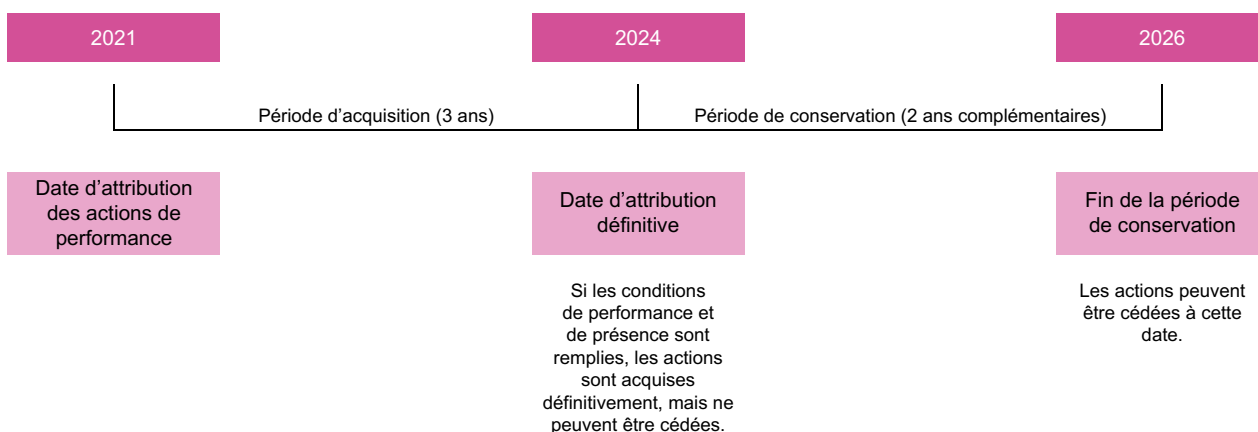 2021
2024
2026
Période d’acquisition (3 ans)
Période de conservation (2 ans complémentaires)
Date d’attribution
des actions de
performance
Date d’attribution
définitive
Fin de la période
de conservation
Si les conditions
de performance et
de présence sont
remplies, les actions
sont acquises
définitivement, mais ne
peuvent être cédées.
Les actions peuvent
être cédées à cette
date.